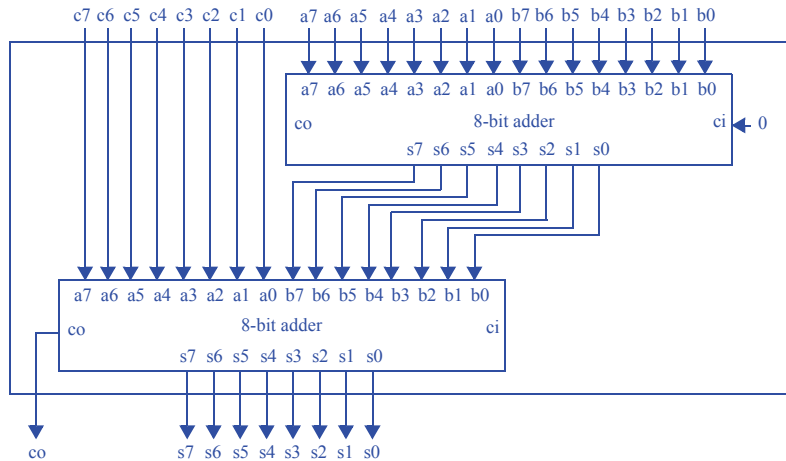 c7 c6 c5 c4 c3 c2 c1 c0 a7 a6 a5 a4 a3 a2 a1 a0 b7 b6 b5 b4 b3 b2 b1 b0
a7 a6 a5 a4 a3 a2 a1 a0 b7 b6 b5 b4 b3 b2 b1 b0
co 8-bit adder ci 0
s7 s6 s5 s4 s3 s2 s1 s0
a7 a6 a5 a4 a3 a2 a1 a0 b7 b6 b5 b4 b3 b2 b1 b0
co 8-bit adder ci
s7 s6 s5 s4 s3 s2 s1 s0
co s7 s6 s5 s4 s3 s2 s1 s0